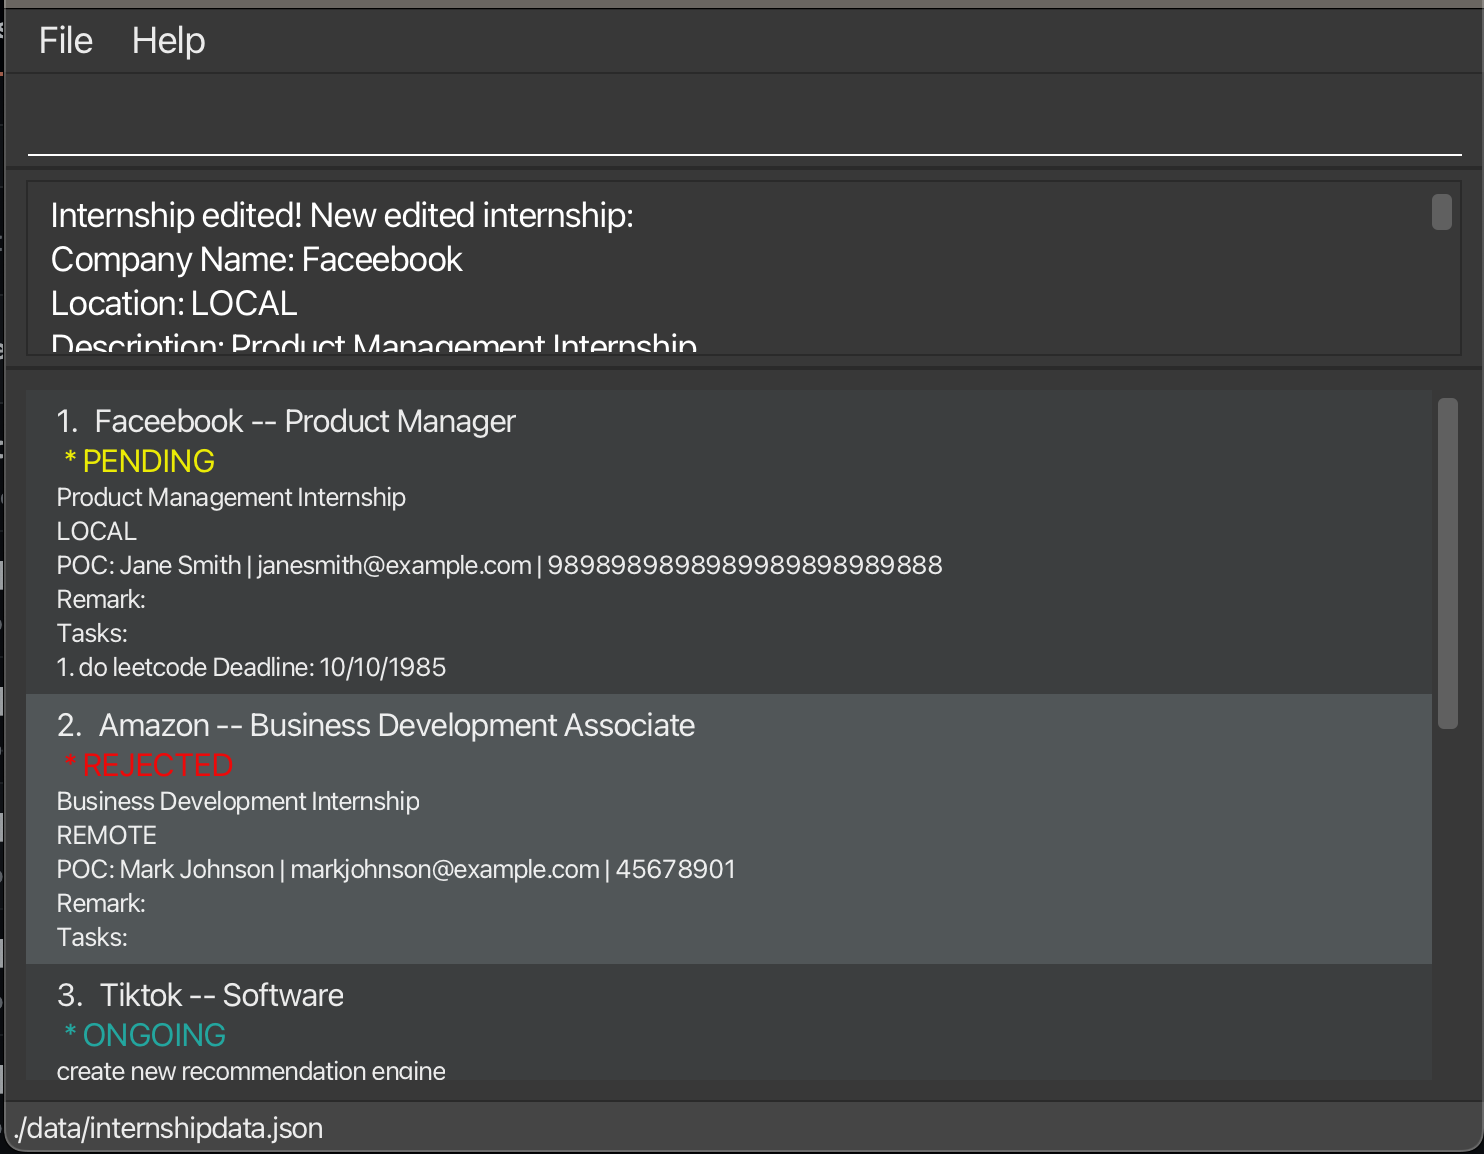 File Help
Internship edited! New edited internship:
Company Name: Faceebook
Location: LOCAL
Description: Product Management Internship
1. Faceebook -- Product Manager
* PENDING
Product Management Internship
LOCAL
POC: Jane Smith | janesmith@example.com | 9898989898989989898989888
Remark:
Tasks:
1. do leetcode Deadline: 10/10/1985
2. Amazon -- Business Development Associate
* REJECTED
Business Development Internship
REMOTE
POC: Mark Johnson | markjohnson@example.com | 45678901
Remark:
Tasks:
3. Tiktok -- Software
* ONGOING
create new recommendation engine
./data/internshipdata.json